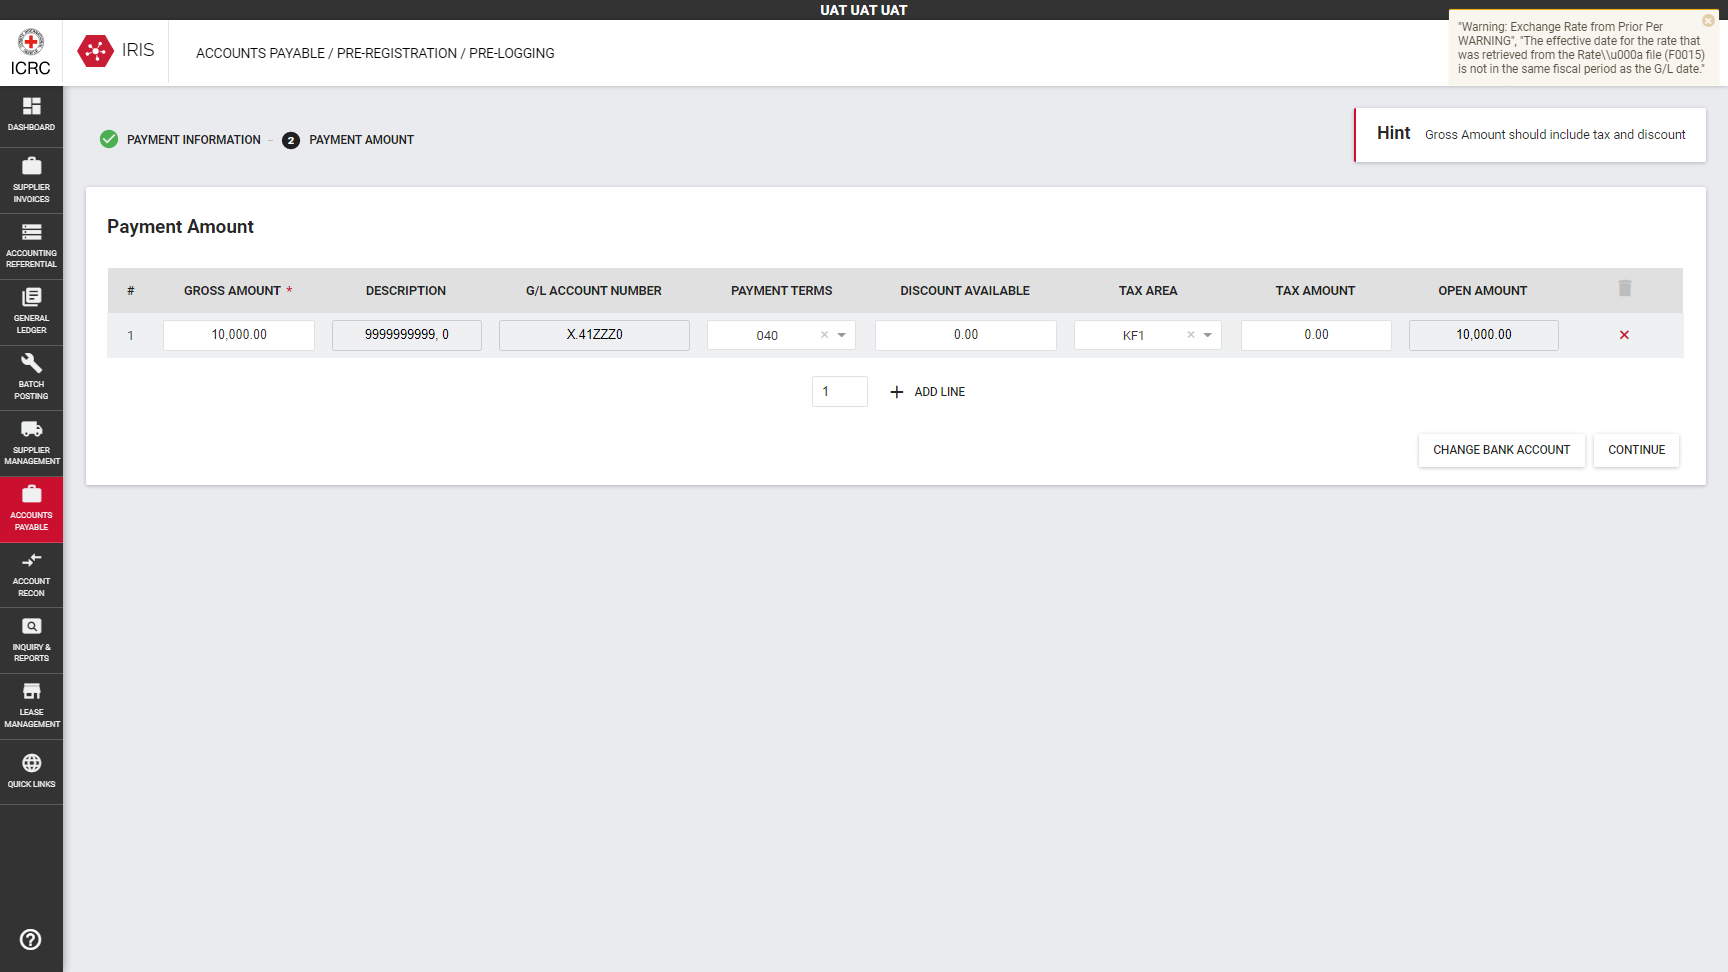 UAT UAT UAT
ICRC
IRIS
ACCOUNTS PAYABLE / PRE-REGISTRATION / PRE-LOGGING
"Warning: Exchange Rate from Prior Per
WARNING", "The effective date for the rate that
was retrieved from the Rate\\u000a file (F0015)
is not in the same fiscal period as the G/L date."
DASHBOARD
SUPPLIER
INVOICES
ACCOUNTING
REFERENTIAL
GENERAL
LEDGER
BATCH
POSTING
SUPPLIER
MANAGEMENT
ACCOUNTS
PAYABLE
ACCOUNT
RECON
INQUIRY &
REPORTS
LEASE
MANAGEMENT
QUICK LINKS
PAYMENT INFORMATION – 2 PAYMENT AMOUNT
Hint Gross Amount should include tax and discount
Payment Amount
# GROSS AMOUNT * DESCRIPTION G/L ACCOUNT NUMBER PAYMENT TERMS DISCOUNT AVAILABLE TAX AREA TAX AMOUNT OPEN AMOUNT
1 10,000.00 9999999999, 0 X.41ZZZ0 040 × 0.00 KF1 × 0.00 10,000.00
1 + ADD LINE
CHANGE BANK ACCOUNT CONTINUE